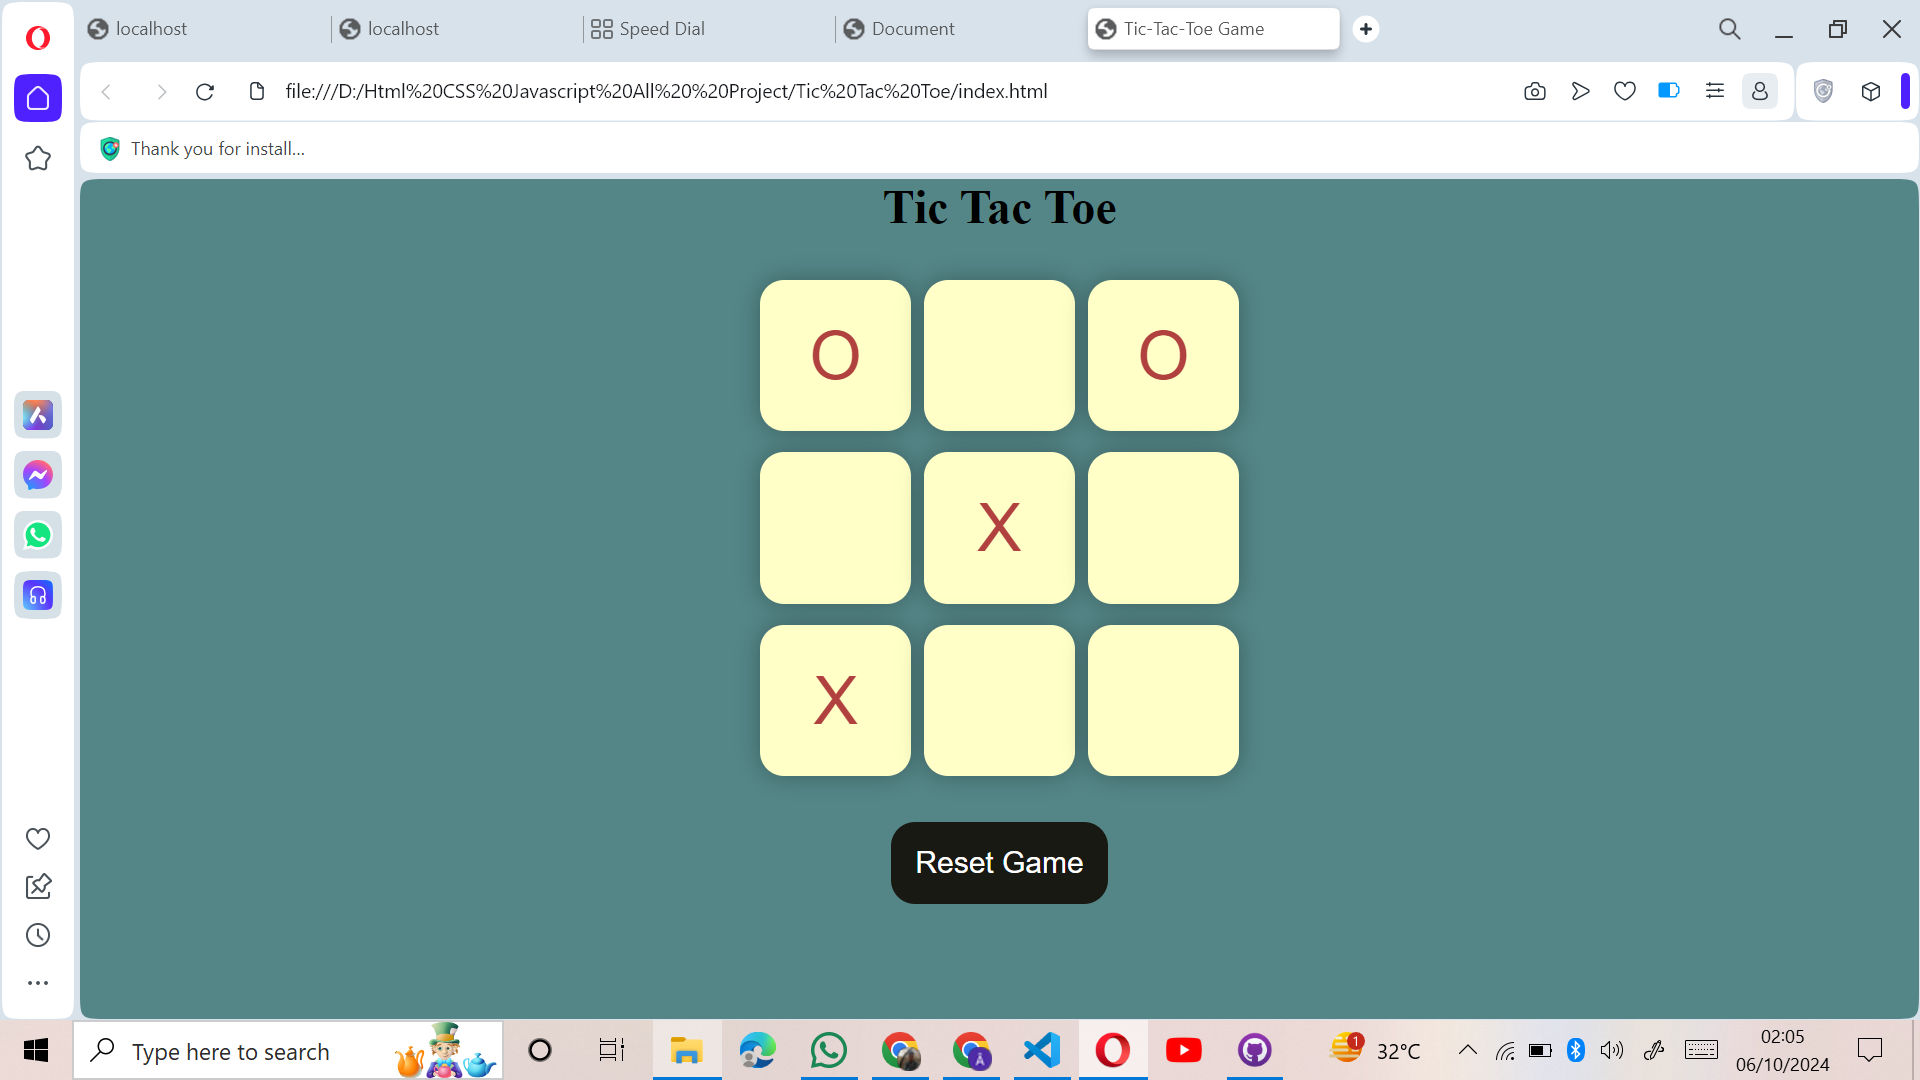 localhost
localhost
Speed Dial
Document
Tic-Tac-Toe Game
file:///D:/Html%20CSS%20Javascript%20All%20%20Project/Tic%20Tac%20Toe/index.html
Thank you for install...
Tic Tac Toe
O O
X
X
Reset Game
Type here to search
A
1
32°C
02:05
06/10/2024